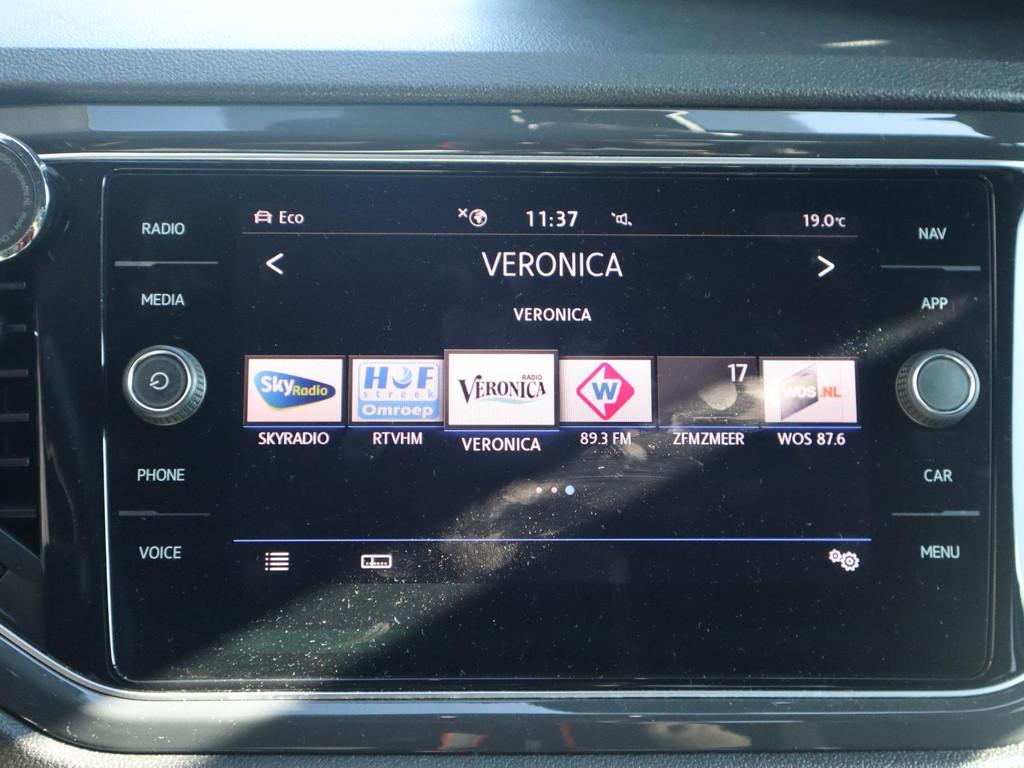 RADIO
MEDIA
PHONE
VOICE
Eco
11:37
19.0°C
VERONICA
VERONICA
Sky Radio
HOF
streek
Omroep
RADIO
VERONICA
W
17
WOS.NL
SKYRADIO
RTVHM
VERONICA
89.3 FM
ZFMZMEER
WOS 87.6
NAV
APP
CAR
MENU